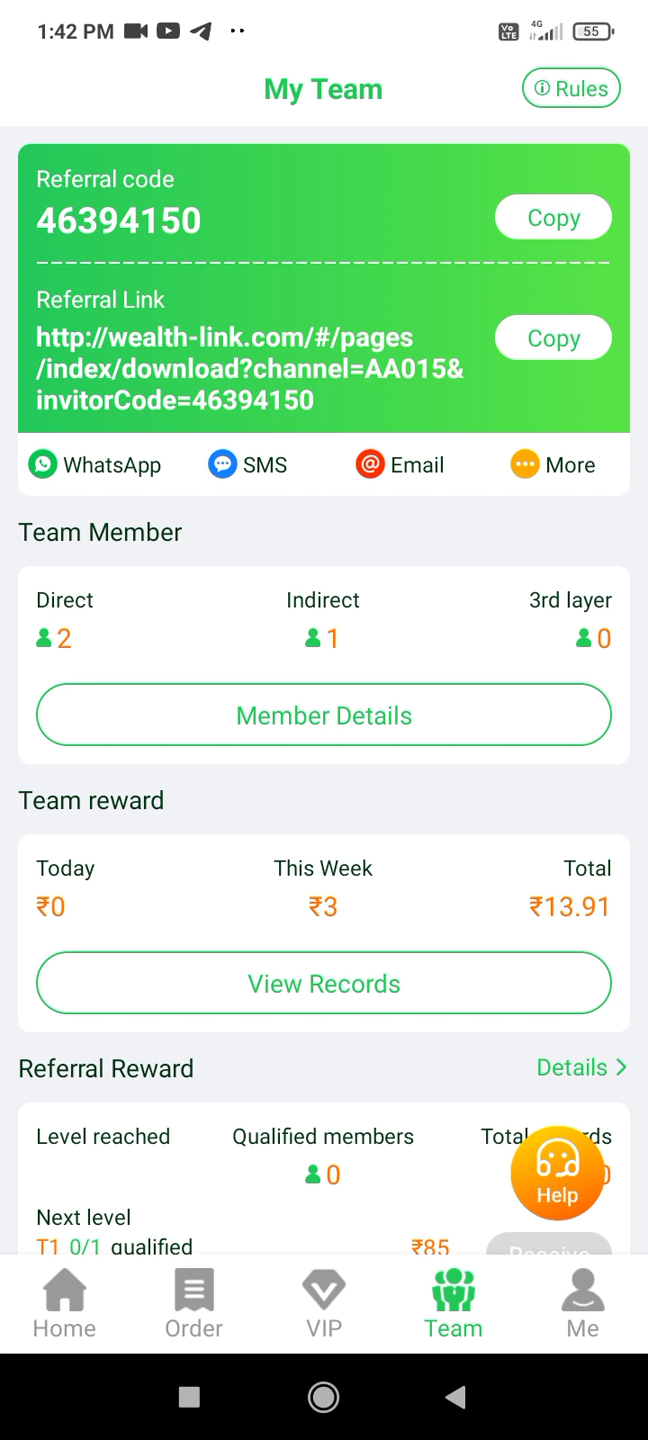 1:42 PM
Vo LTE 4G 55
My Team
Rules
Referral code
46394150
Copy
Referral Link
http://wealth-link.com/#/pages
/index/download?channel=AA015&
invitorCode=46394150
Copy
WhatsApp SMS Email More
Team Member
Direct Indirect 3rd layer
2 1 0
Member Details
Team reward
Today This Week Total
₹0 ₹3 ₹13.91
View Records
Referral Reward Details >
Level reached Qualified members Total
0
Help
Next level
T1 0/1 qualified ₹85
Home Order VIP Team Me